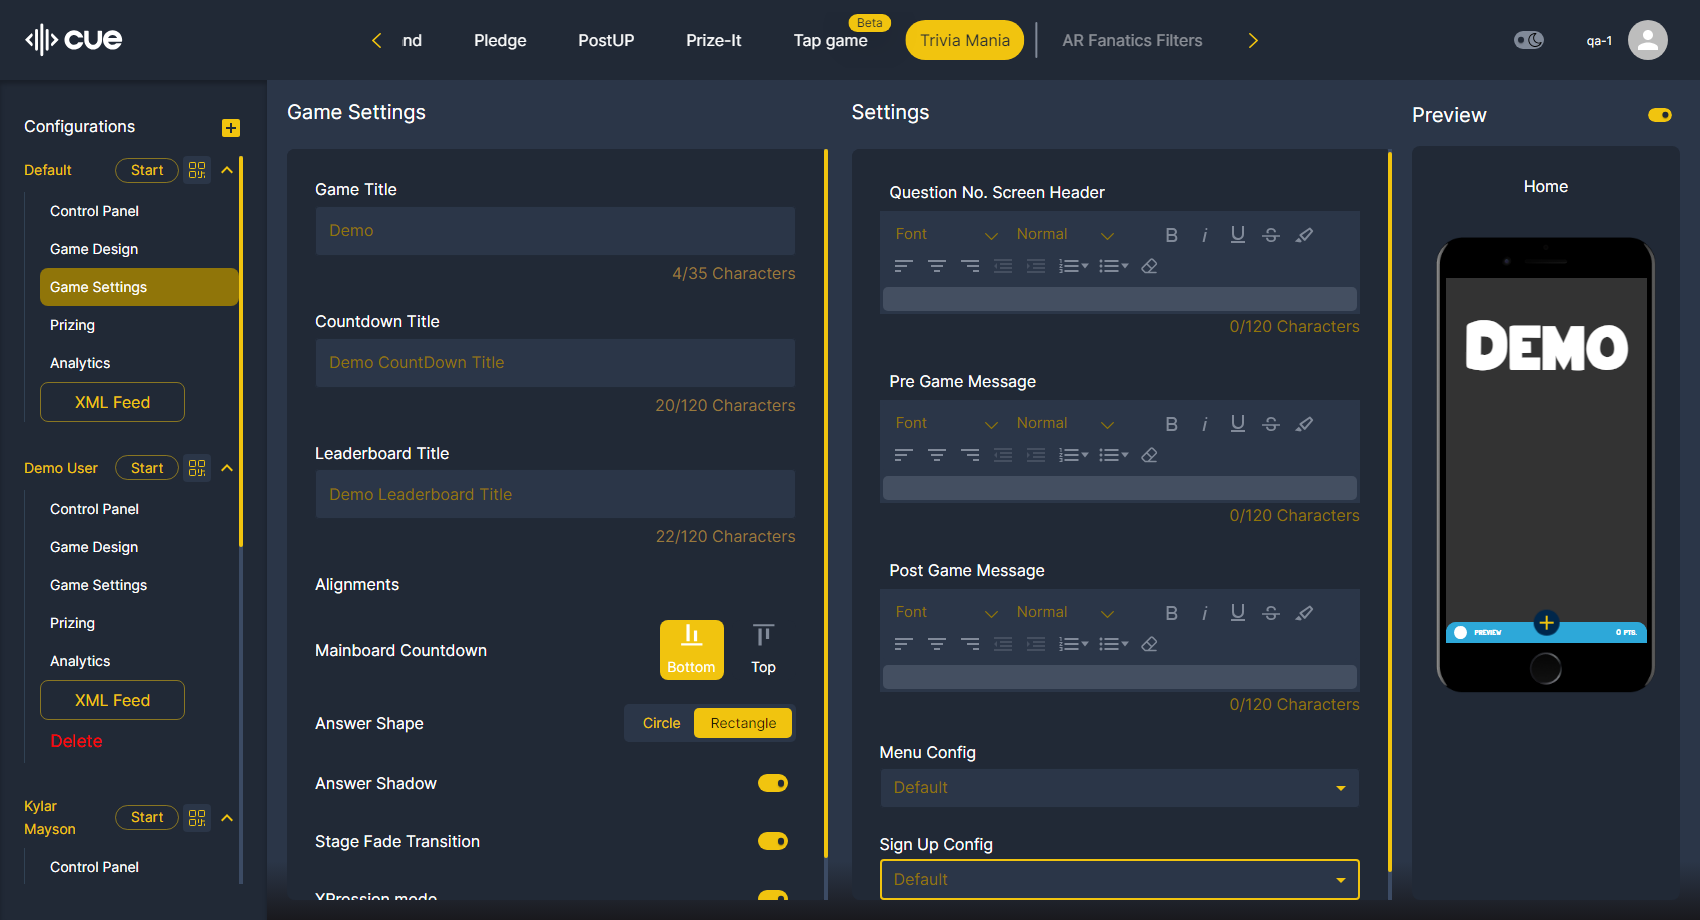 cue
nd
Pledge
PostUP
Prize-It
Tap game
Beta
Trivia Mania
AR Fanatics Filters
qa-1
Configurations
Default
Start
Control Panel
Game Design
Game Settings
Prizing
Analytics
XML Feed
Demo User
Start
Control Panel
Game Design
Game Settings
Prizing
Analytics
XML Feed
Delete
Kylar
Mayson
Start
Control Panel
Game Settings
Game Title
Demo
4/35 Characters
Countdown Title
Demo CountDown Title
20/120 Characters
Leaderboard Title
Demo Leaderboard Title
22/120 Characters
Alignments
Mainboard Countdown
Bottom
Top
Answer Shape
Circle
Rectangle
Answer Shadow
Stage Fade Transition
XPression mode
Settings
Question No. Screen Header
Font
Normal
B i U S
0/120 Characters
Pre Game Message
Font
Normal
B i U S
0/120 Characters
Post Game Message
Font
Normal
B i U S
0/120 Characters
Menu Config
Default
Sign Up Config
Default
Preview
Home
DEMO
PREVIEW
0 PTS.